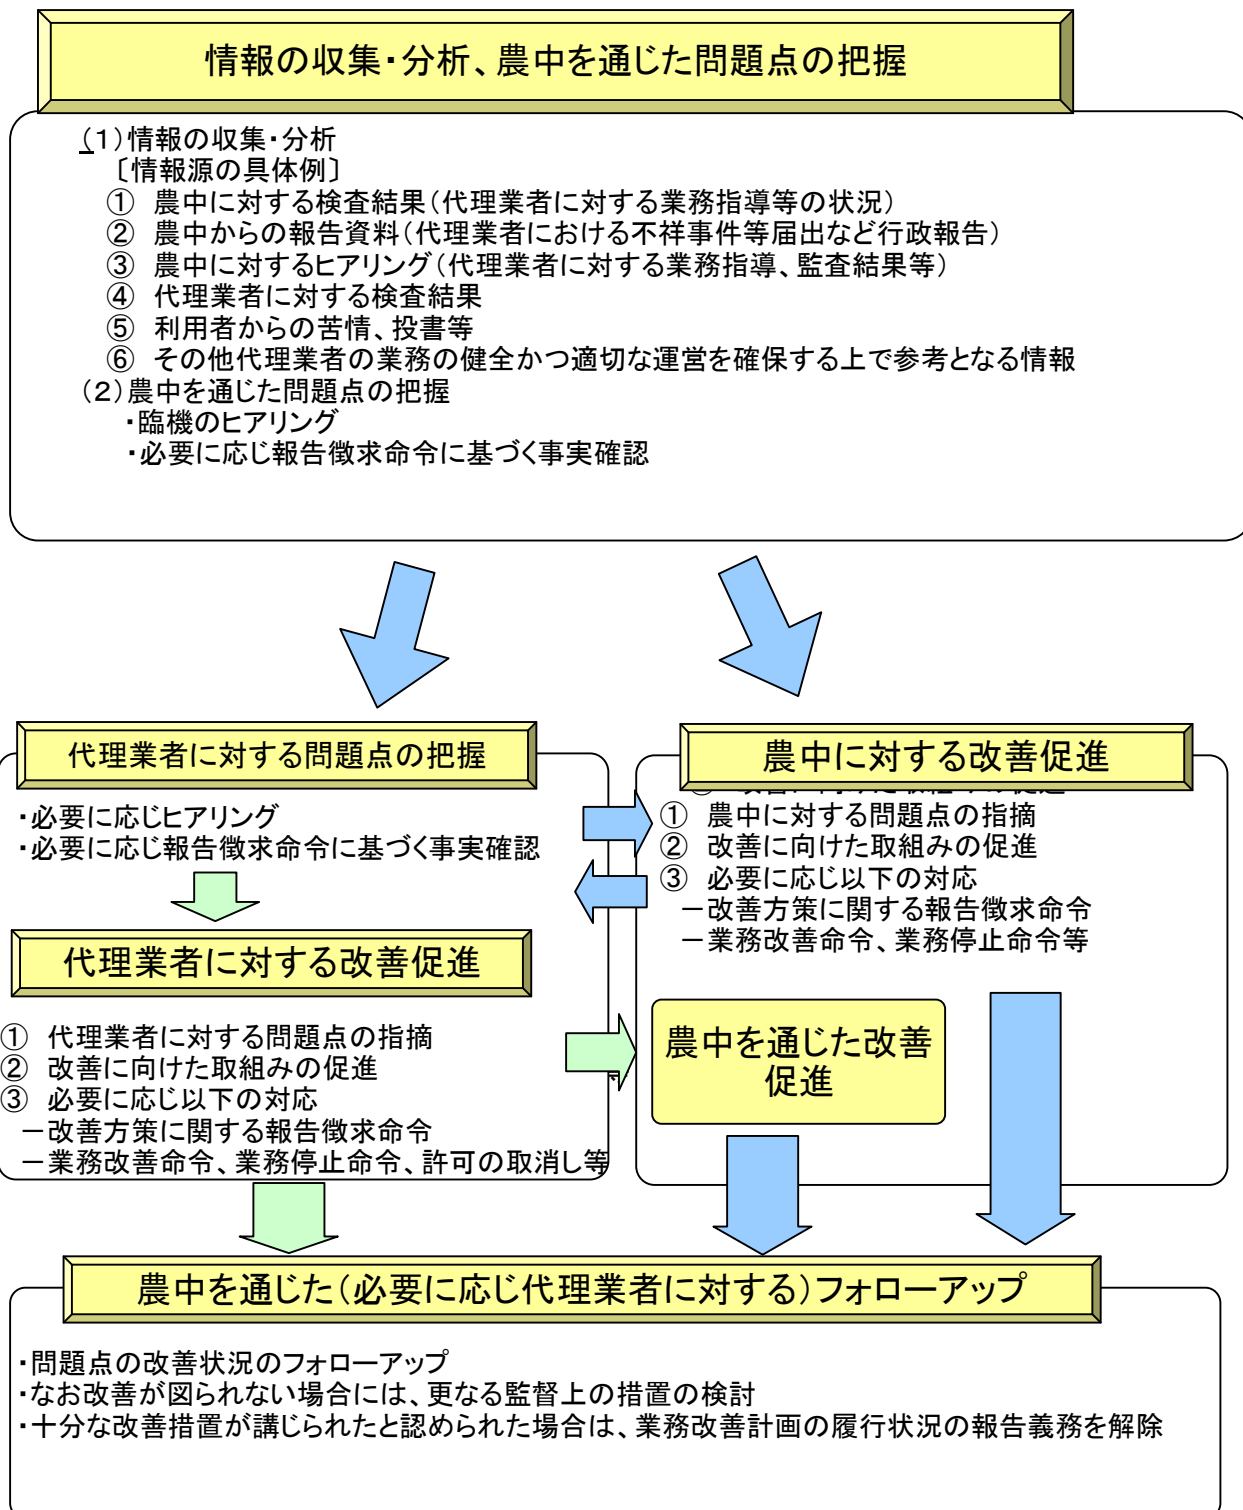 情報の収集・分析、農中を通じた問題点の把握
(１)情報の収集・分析
〔情報源の具体例〕
① 農中に対する検査結果(代理業者に対する業務指導等の状況)
② 農中からの報告資料(代理業者における不祥事件等届出など行政報告)
③ 農中に対するヒアリング(代理業者に対する業務指導、監査結果等)
④ 代理業者に対する検査結果
⑤ 利用者からの苦情、投書等
⑥ その他代理業者の業務の健全かつ適切な運営を確保する上で参考となる情報
(２)農中を通じた問題点の把握
・臨機のヒアリング
・必要に応じ報告徴求命令に基づく事実確認
代理業者に対する問題点の把握
・必要に応じヒアリング
・必要に応じ報告徴求命令に基づく事実確認
代理業者に対する改善促進
① 代理業者に対する問題点の指摘
② 改善に向けた取組みの促進
③ 必要に応じ以下の対応
－改善方策に関する報告徴求命令
－業務改善命令、業務停止命令、許可の取消し等
農中に対する改善促進
① 農中に対する問題点の指摘
② 改善に向けた取組みの促進
③ 必要に応じ以下の対応
－改善方策に関する報告徴求命令
－業務改善命令、業務停止命令等
農中を通じた改善
促進
農中を通じた(必要に応じ代理業者に対する)フォローアップ
・問題点の改善状況のフォローアップ
・なお改善が図られない場合には、更なる監督上の措置の検討
・十分な改善措置が講じられたと認められた場合は、業務改善計画の履行状況の報告義務を解除